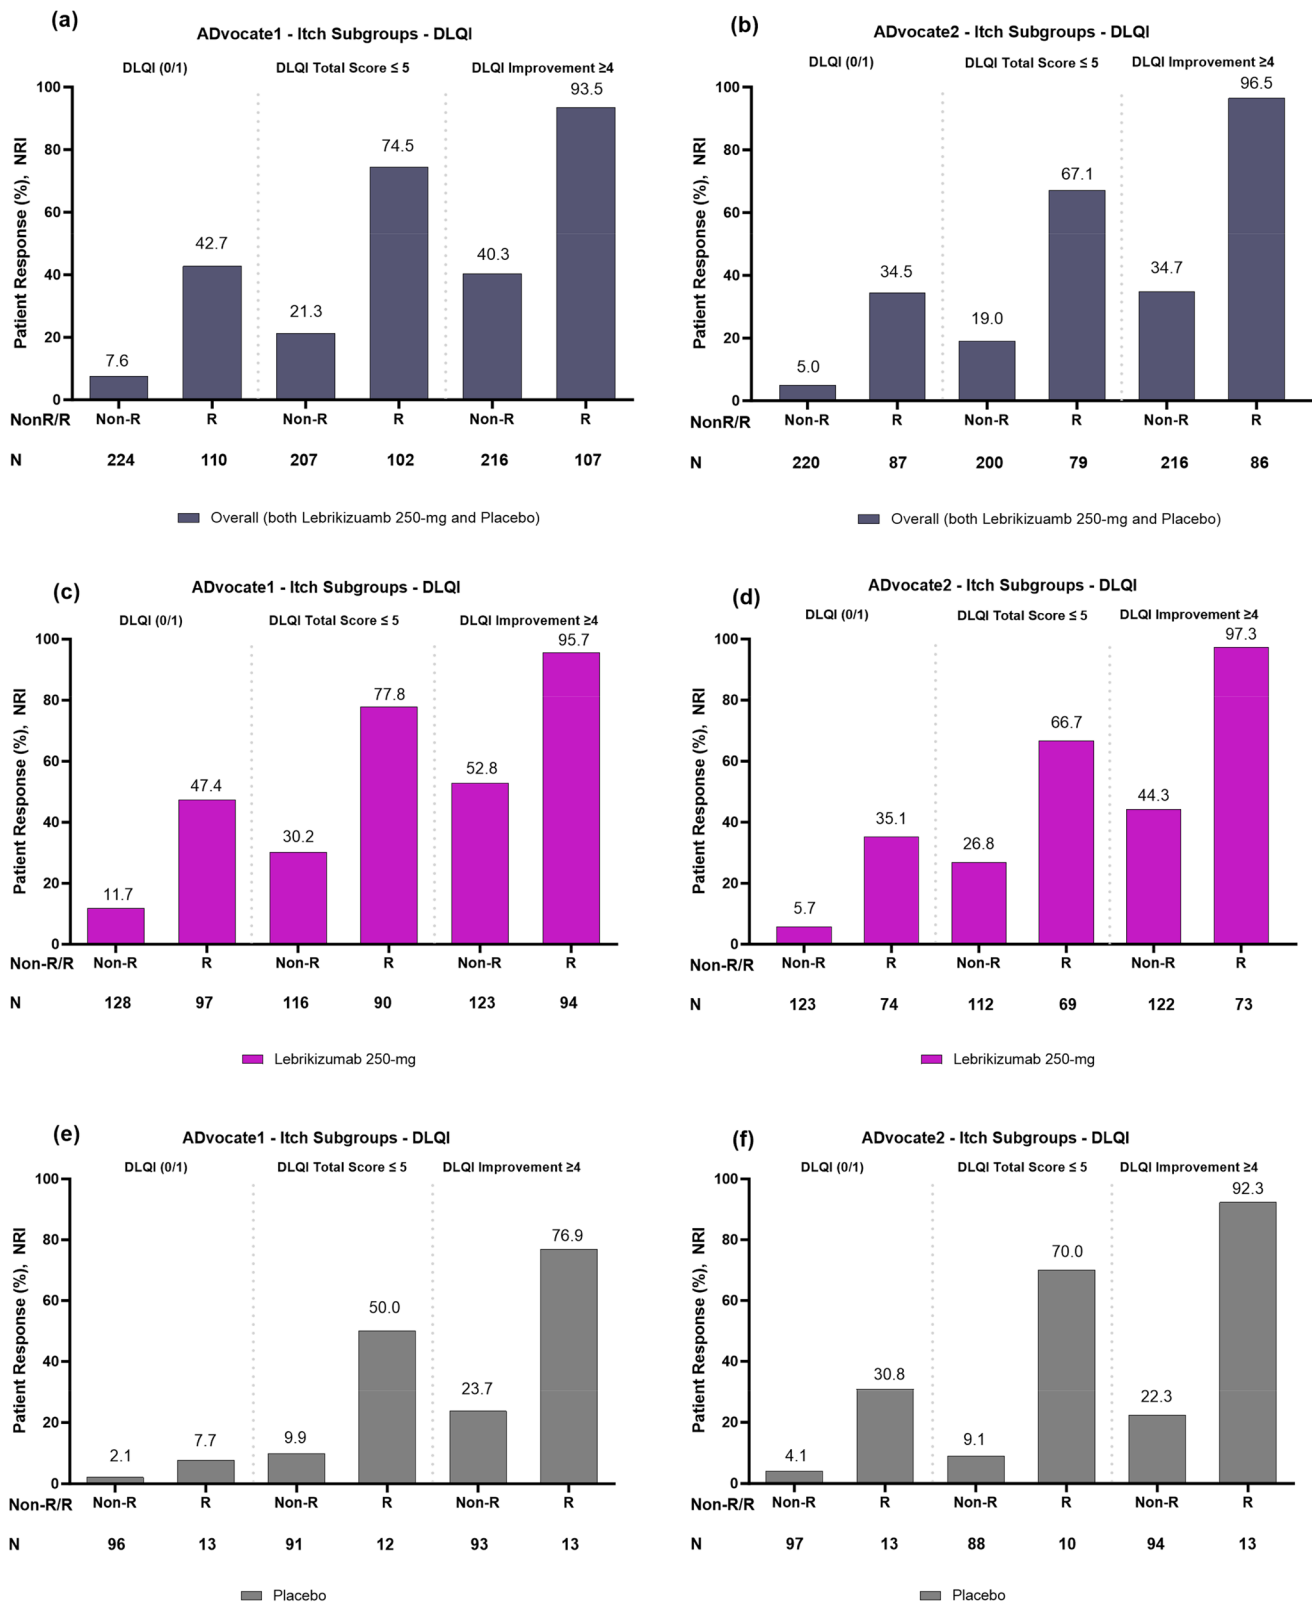 (a)
ADvocate1 - Itch Subgroups - DLQI
DLQI (0/1) DLQI Total Score ≤ 5 DLQI Improvement ≥4
Patient Response (%), NRI
100
80
60
40
20
0
7.6 42.7 21.3 74.5 40.3 93.5
NonR/R Non-R R Non-R R Non-R R
N 224 110 207 102 216 107
Overall (both Lebrikizuamb 250-mg and Placebo)
(b)
ADvocate2 - Itch Subgroups - DLQI
DLQI (0/1) DLQI Total Score ≤ 5 DLQI Improvement ≥4
Patient Response (%), NRI
100
80
60
40
20
0
5.0 34.5 19.0 67.1 34.7 96.5
NonR/R Non-R R Non-R R Non-R R
N 220 87 200 79 216 86
Overall (both Lebrikizuamb 250-mg and Placebo)
(c)
ADvocate1 - Itch Subgroups - DLQI
DLQI (0/1) DLQI Total Score ≤ 5 DLQI Improvement ≥4
Patient Response (%), NRI
100
80
60
40
20
0
11.7 47.4 30.2 77.8 52.8 95.7
Non-R/R Non-R R Non-R R Non-R R
N 128 97 116 90 123 94
Lebrikizumab 250-mg
(d)
ADvocate2 - Itch Subgroups - DLQI
DLQI (0/1) DLQI Total Score ≤ 5 DLQI Improvement ≥4
Patient Response (%), NRI
100
80
60
40
20
0
5.7 35.1 26.8 66.7 44.3 97.3
Non-R/R Non-R R Non-R R Non-R R
N 123 74 112 69 122 73
Lebrikizumab 250-mg
(e)
ADvocate1 - Itch Subgroups - DLQI
DLQI (0/1) DLQI Total Score ≤ 5 DLQI Improvement ≥4
Patient Response (%), NRI
100
80
60
40
20
0
2.1 7.7 9.9 50.0 23.7 76.9
Non-R/R Non-R R Non-R R Non-R R
N 96 13 91 12 93 13
Placebo
(f)
ADvocate2 - Itch Subgroups - DLQI
DLQI (0/1) DLQI Total Score ≤ 5 DLQI Improvement ≥4
Patient Response (%), NRI
100
80
60
40
20
0
4.1 30.8 9.1 70.0 22.3 92.3
Non-R/R Non-R R Non-R R Non-R R
N 97 13 88 10 94 13
Placebo